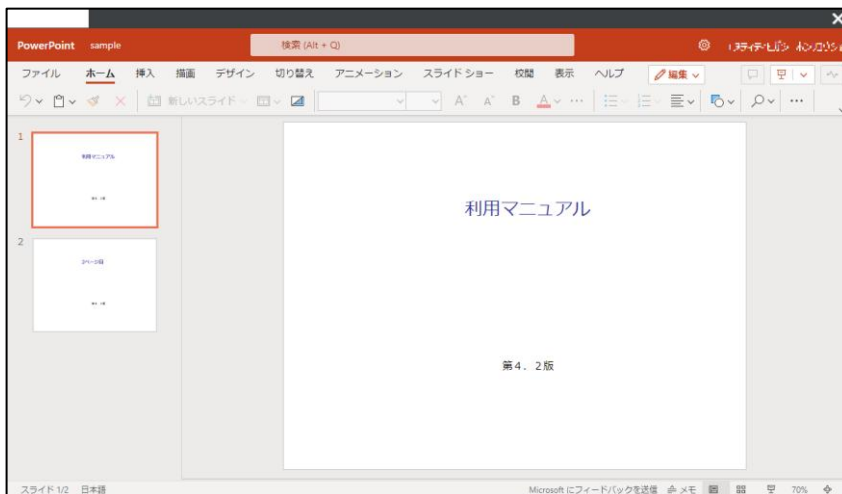 PowerPoint sample 検索 (Alt + Q)
ファイル ホーム 挿入 描画 デザイン 切り替え アニメーション スライド ショー 校閲 表示 ヘルプ 編集
新しいスライド A A B A
1
利用マニュアル
第4．2版
2
2ページ目
利用マニュアル
第4．2版
スライド 1/2 日本語 Microsoft にフィードバックを送信 メモ 70%